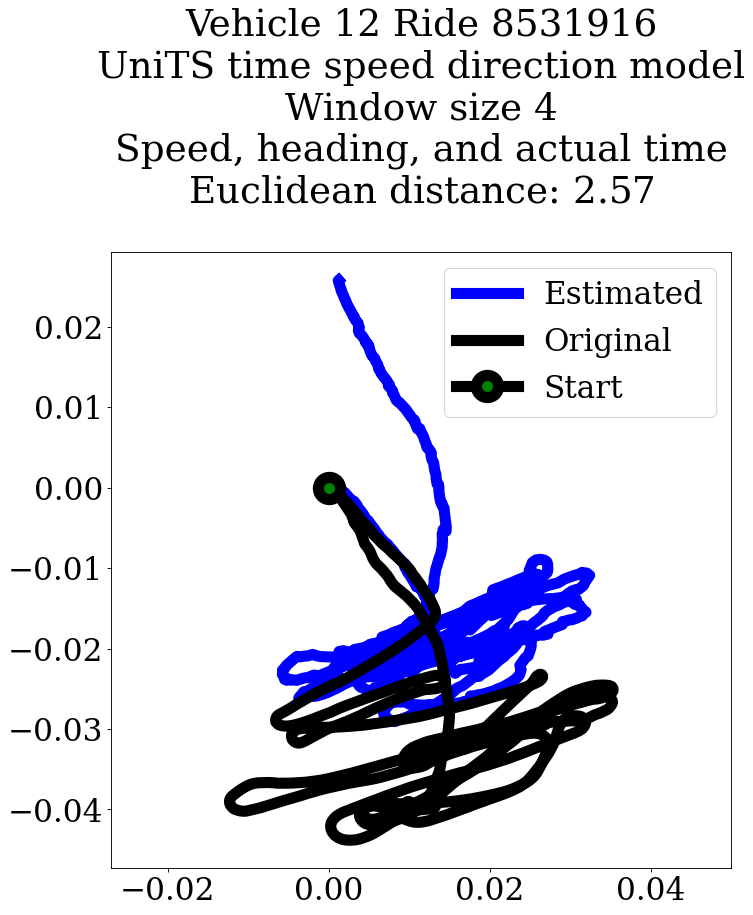 Vehicle 12 Ride 8531916
UniTS time speed direction model
Window size 4
Speed, heading, and actual time
Euclidean distance: 2.57
Estimated
Original
Start
0.02
0.01
0.00
−0.01
−0.02
−0.03
−0.04
−0.02 0.00 0.02 0.04